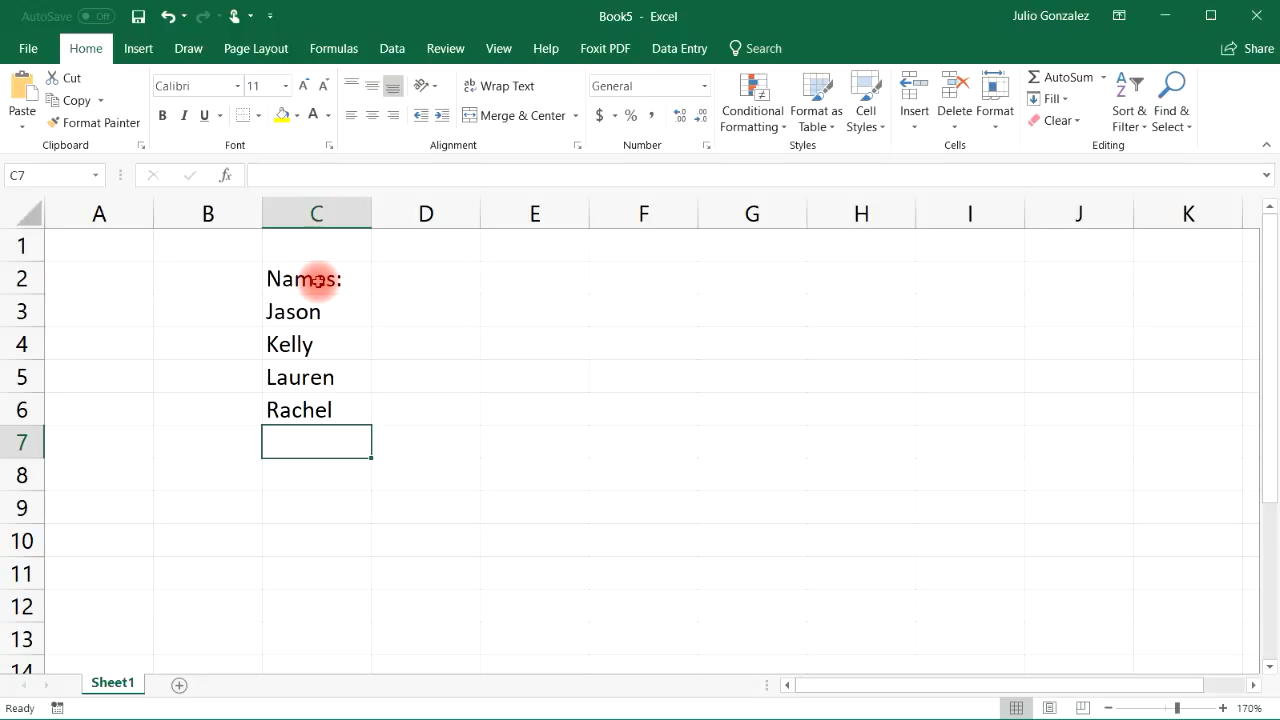 AutoSave Off
Book5 - Excel
Julio Gonzalez
File Home Insert Draw Page Layout Formulas Data Review View Help Foxit PDF Data Entry Search Share
Paste
Cut
Copy
Format Painter
Clipboard
Calibri 11
B I U A
Font
Wrap Text
Merge & Center
Alignment
General
$ % ,
Number
Conditional Formatting
Format as Table
Cell Styles
Styles
Insert Delete Format
Cells
AutoSum
Fill
Clear
Sort & Filter
Find & Select
Editing
C7 fx
A B C D E F G H I J K
1
2 Names:
3 Jason
4 Kelly
5 Lauren
6 Rachel
7
8
9
10
11
12
13
14
Sheet1
Ready 170%